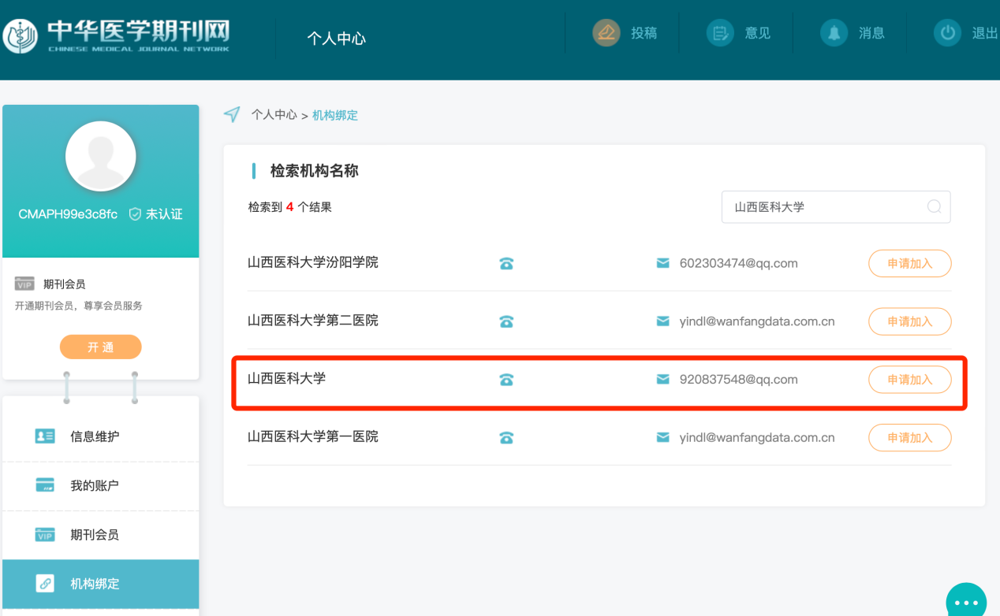 中华医学期刊网
CHINESE MEDICAL JOURNAL NETWORK
个人中心
投稿
意见
消息
退出
CMAPH99e3c8fc 未认证
VIP 期刊会员
开通期刊会员，尊享会员服务
开 通
信息维护
我的账户
VIP 期刊会员
机构绑定
个人中心 > 机构绑定
检索机构名称
检索到 4 个结果
山西医科大学
山西医科大学汾阳学院 602303474@qq.com 申请加入
山西医科大学第二医院 yindl@wanfangdata.com.cn 申请加入
山西医科大学 920837548@qq.com 申请加入
山西医科大学第一医院 yindl@wanfangdata.com.cn 申请加入